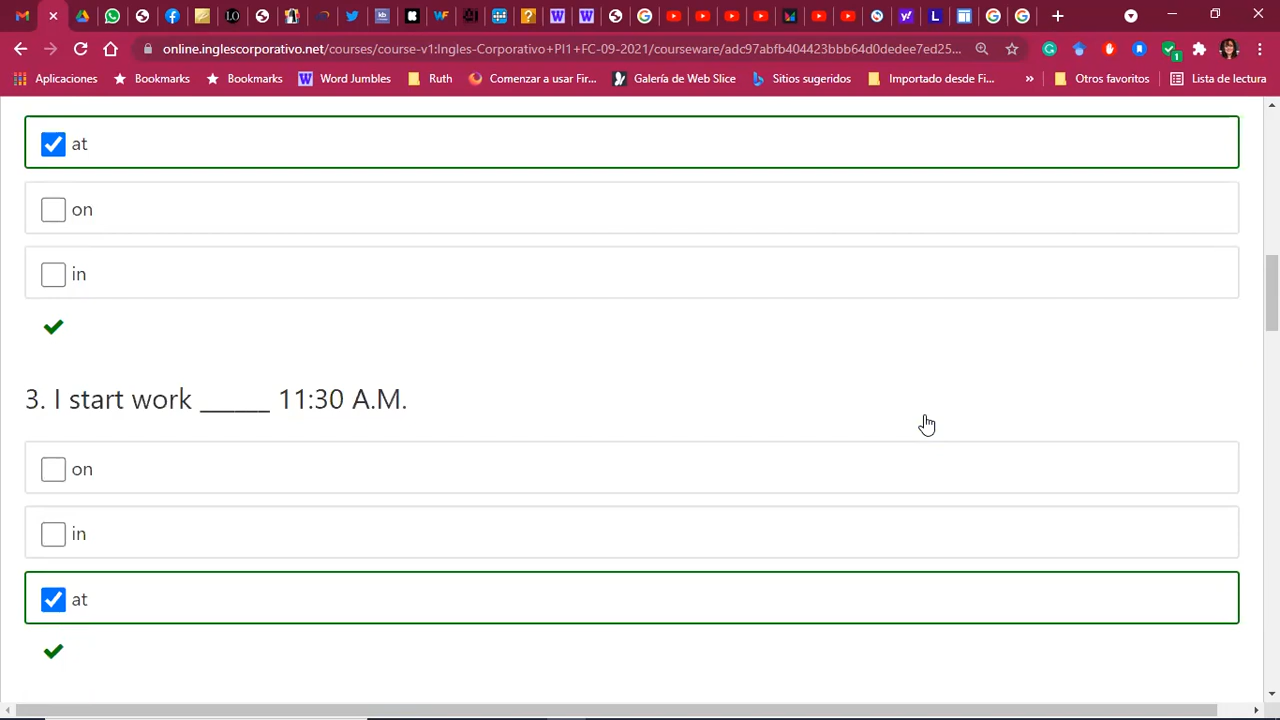 online.inglescorporativo.net/courses/course-v1:Ingles-Corporativo+PI1+FC-09-2021/courseware/adc97abfb404423bbb64d0dedee7ed25...
Aplicaciones Bookmarks Bookmarks Word Jumbles Ruth Comenzar a usar Fir... Galería de Web Slice Sitios sugeridos Importado desde Fi... » Otros favoritos Lista de lectura
at
on
in
3. I start work ______ 11:30 A.M.
on
in
at